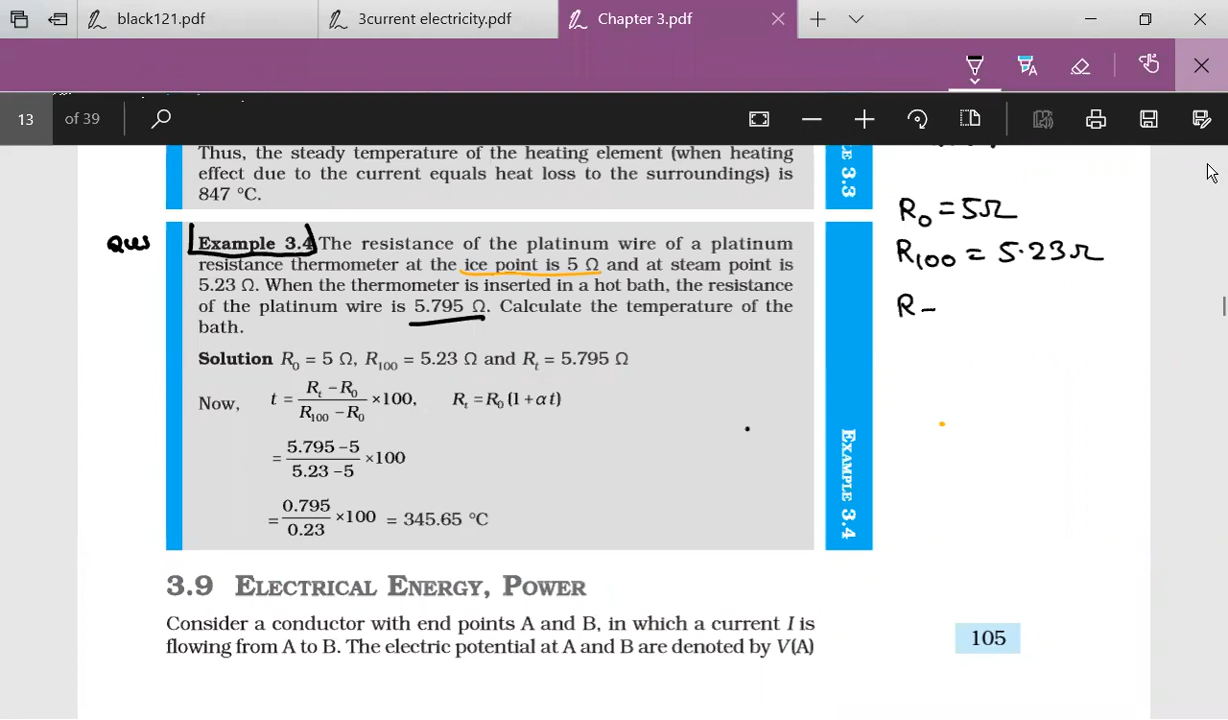 black121.pdf
3current electricity.pdf
Chapter 3.pdf
13 of 39
Thus, the steady temperature of the heating element (when heating
effect due to the current equals heat loss to the surroundings) is
847 °C.
E 3.3
Qus
Example 3.4 The resistance of the platinum wire of a platinum
resistance thermometer at the ice point is 5 Ω and at steam point is
5.23 Ω. When the thermometer is inserted in a hot bath, the resistance
of the platinum wire is 5.795 Ω. Calculate the temperature of the
bath.
Solution R₀ = 5 Ω, R₁₀₀ = 5.23 Ω and Rₜ = 5.795 Ω
Now, t = (Rₜ – R₀)/(R₁₀₀ – R₀) ×100, Rₜ = R₀ (1 + αt)
= (5.795 – 5)/(5.23 – 5) ×100
= 0.795/0.23 ×100 = 345.65 °C
EXAMPLE 3.4
R₀ = 5Ω
R₁₀₀ = 5.23Ω
R –
3.9 ELECTRICAL ENERGY, POWER
Consider a conductor with end points A and B, in which a current I is
flowing from A to B. The electric potential at A and B are denoted by V(A)
105